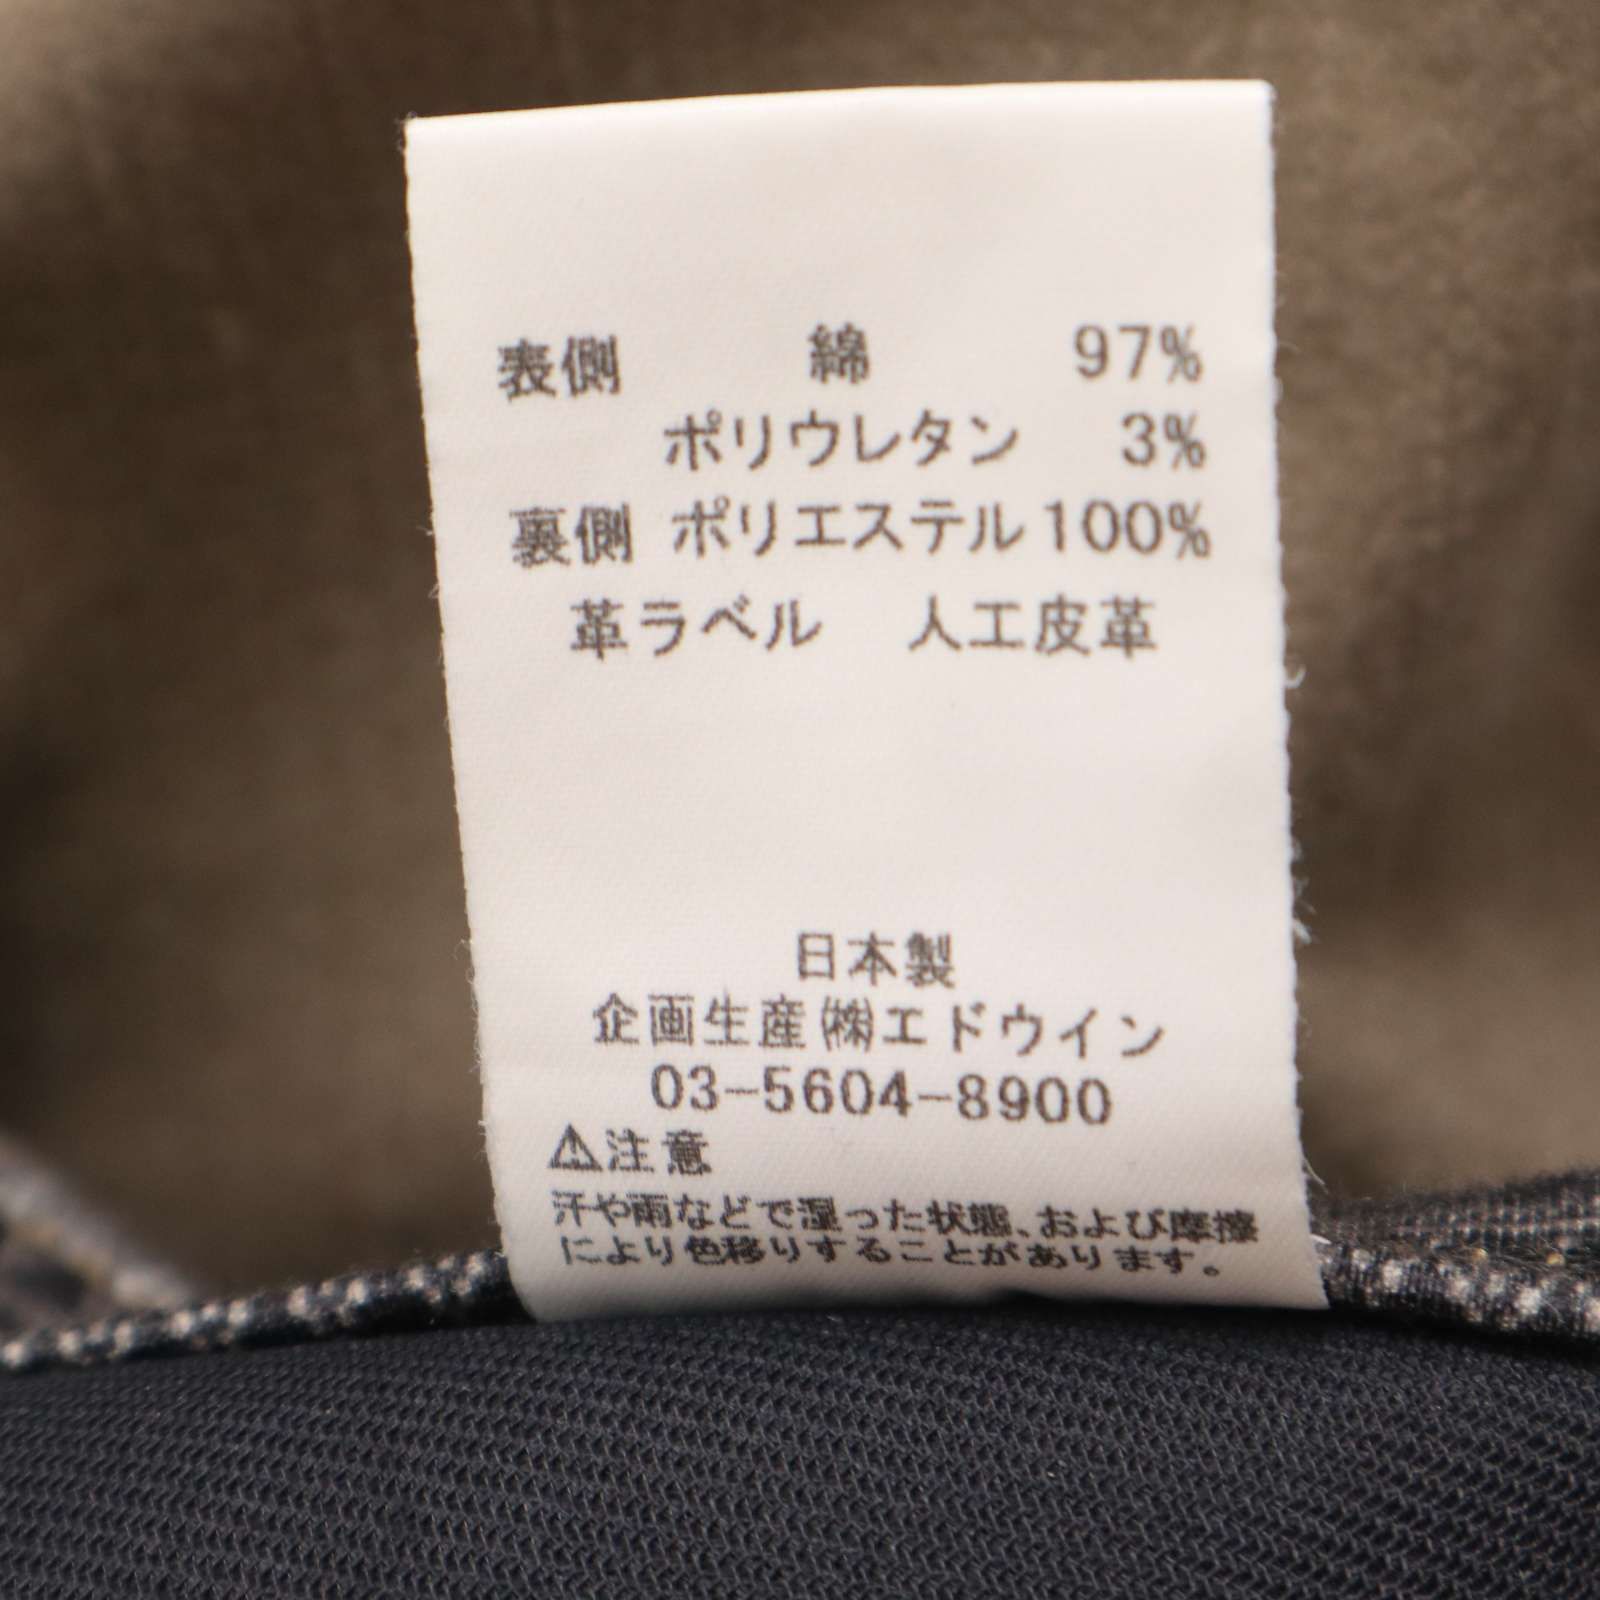 表側 綿 97%
ポリウレタン 3%
裏側 ポリエステル100%
革ラベル 人工皮革
日本製
企画生産㈱エドウイン
03-5604-8900
⚠注意
汗や雨などで湿った状態、および摩擦
により色移りすることがあります。